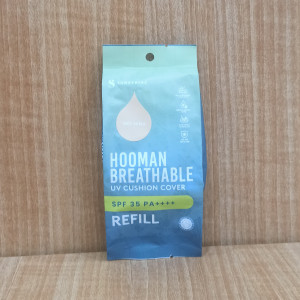 HOOMAN
BREATHABLE
UV CUSHION COVER
SPF 35 PA++++
REFILL